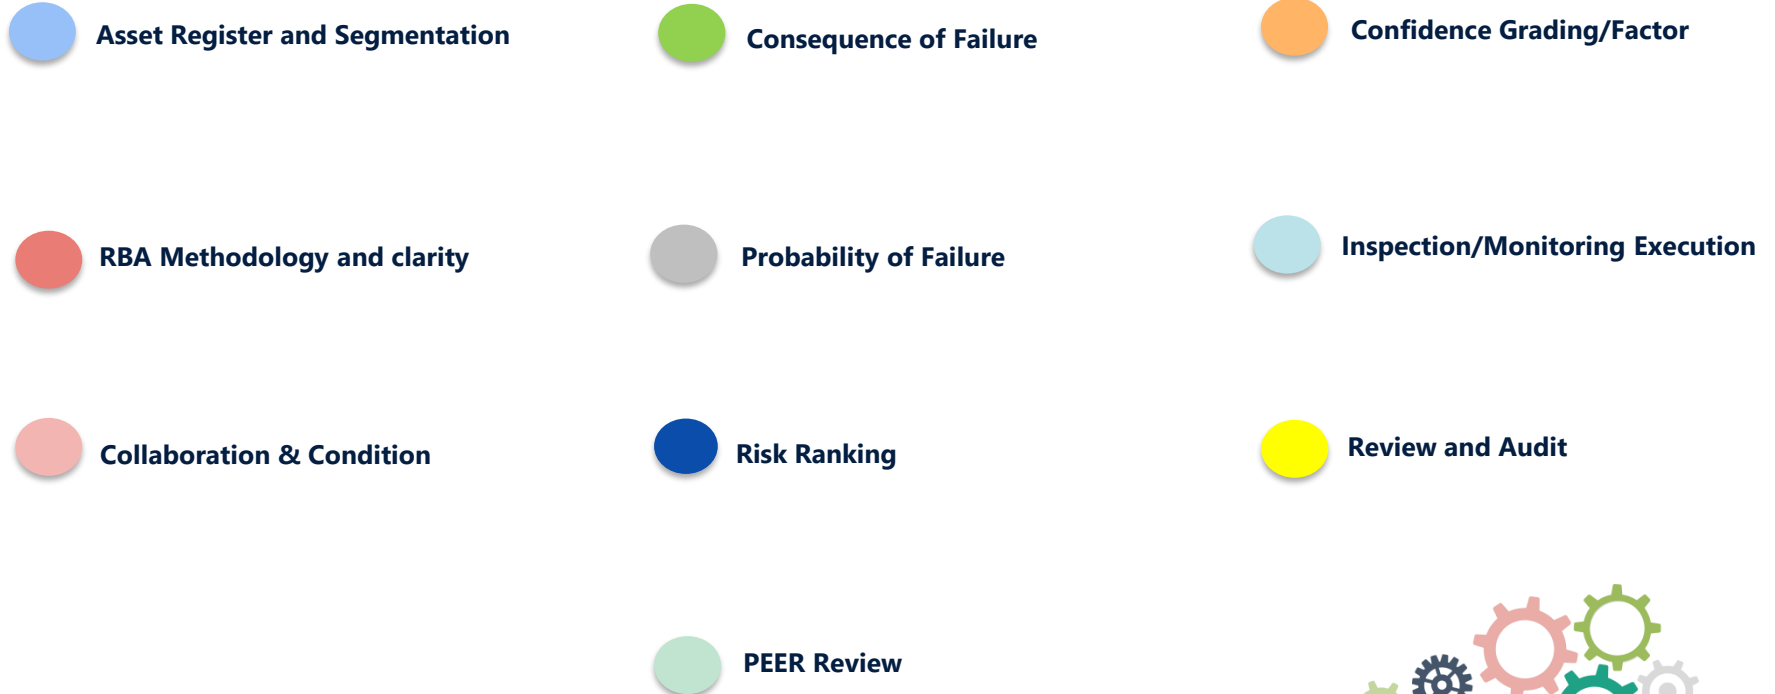 Asset Register and Segmentation
Consequence of Failure
Confidence Grading/Factor
RBA Methodology and clarity
Probability of Failure
Inspection/Monitoring Execution
Collaboration & Condition
Risk Ranking
Review and Audit
PEER Review